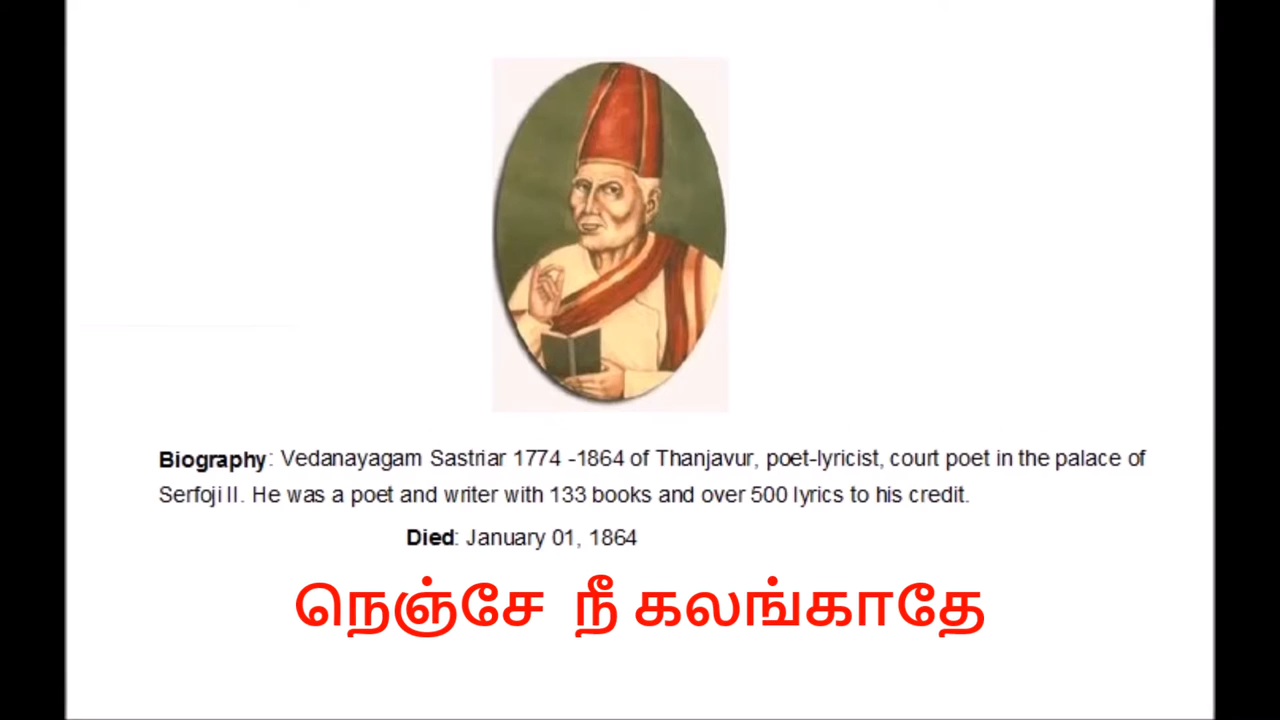 Biography: Vedanayagam Sastriar 1774 -1864 of Thanjavur, poet-lyricist, court poet in the palace of
Serfoji II. He was a poet and writer with 133 books and over 500 lyrics to his credit.
Died: January 01, 1864
நெஞ்சே நீ கலங்காதே